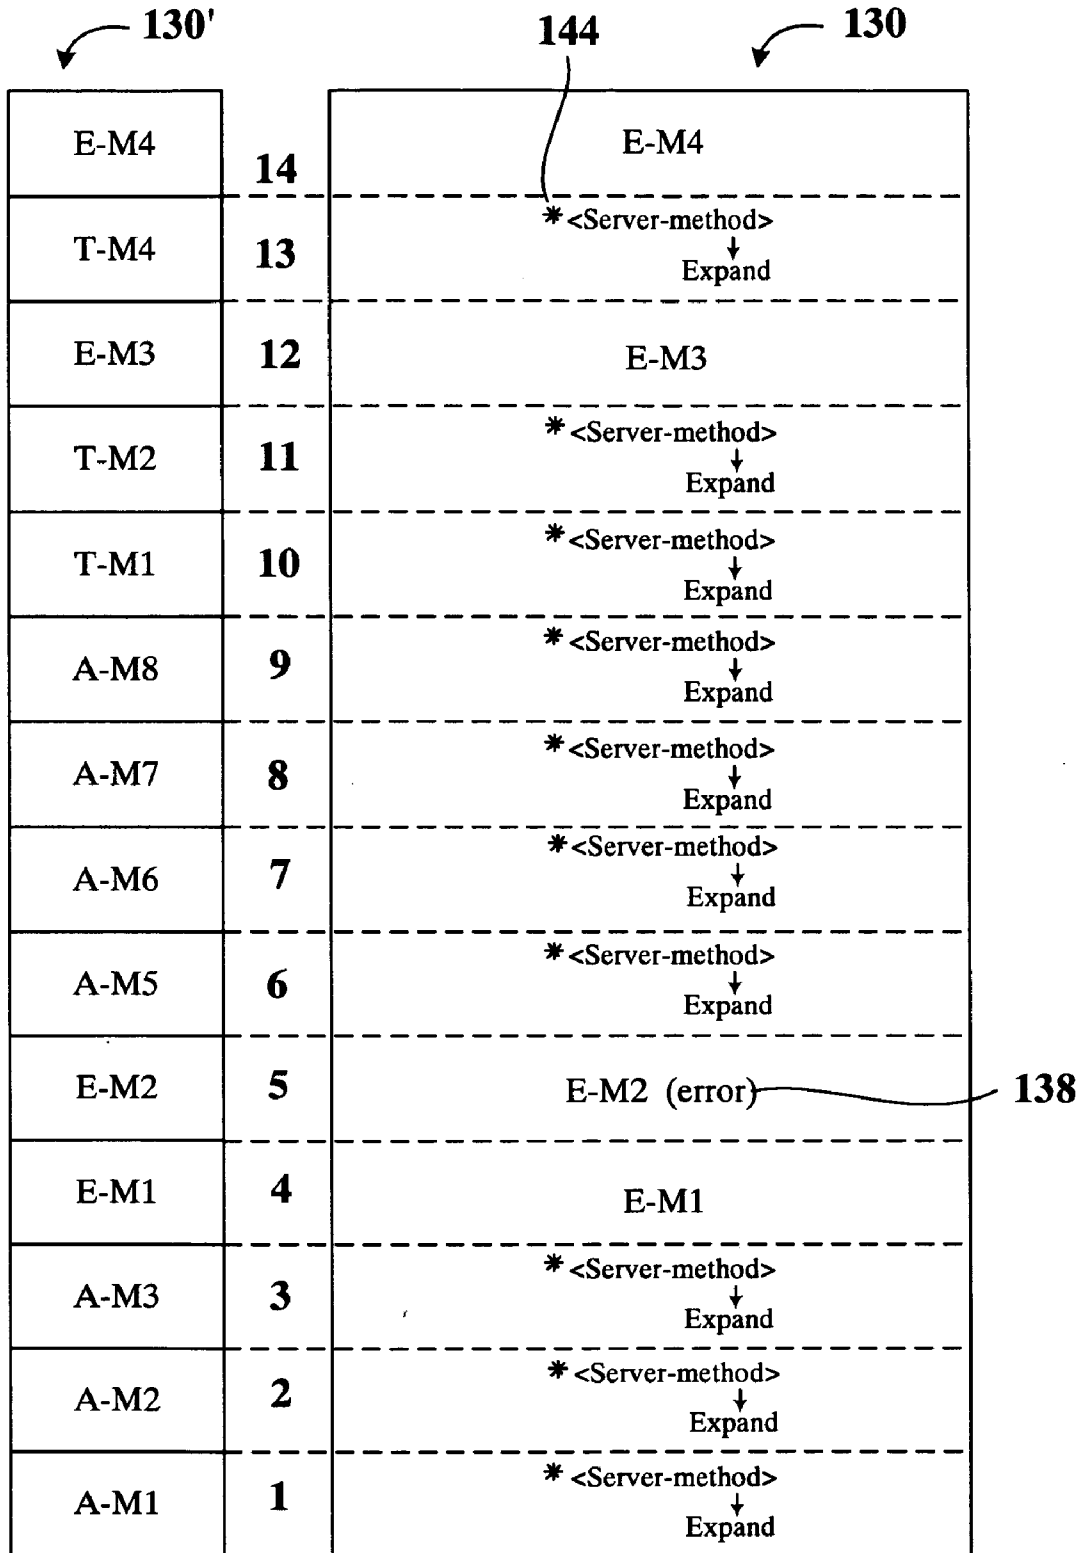 130'
144
130
E-M4 14 E-M4
T-M4 13 *<Server-method>
Expand
E-M3 12 E-M3
T-M2 11 *<Server-method>
Expand
T-M1 10 *<Server-method>
Expand
A-M8 9 *<Server-method>
Expand
A-M7 8 *<Server-method>
Expand
A-M6 7 *<Server-method>
Expand
A-M5 6 *<Server-method>
Expand
E-M2 5 E-M2 (error) 138
E-M1 4 E-M1
A-M3 3 *<Server-method>
Expand
A-M2 2 *<Server-method>
Expand
A-M1 1 *<Server-method>
Expand